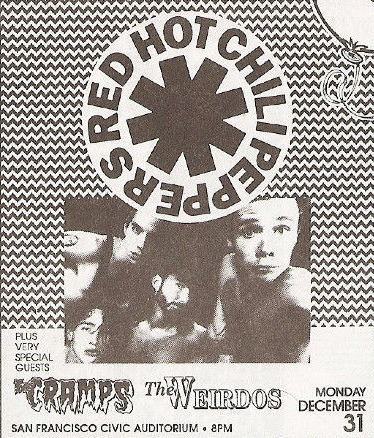 RED HOT CHILI PEPPERS
PLUS
VERY
SPECIAL
GUESTS
The CRAMPS The WEIRDOS
MONDAY
DECEMBER
31
SAN FRANCISCO CIVIC AUDITORIUM • 8PM